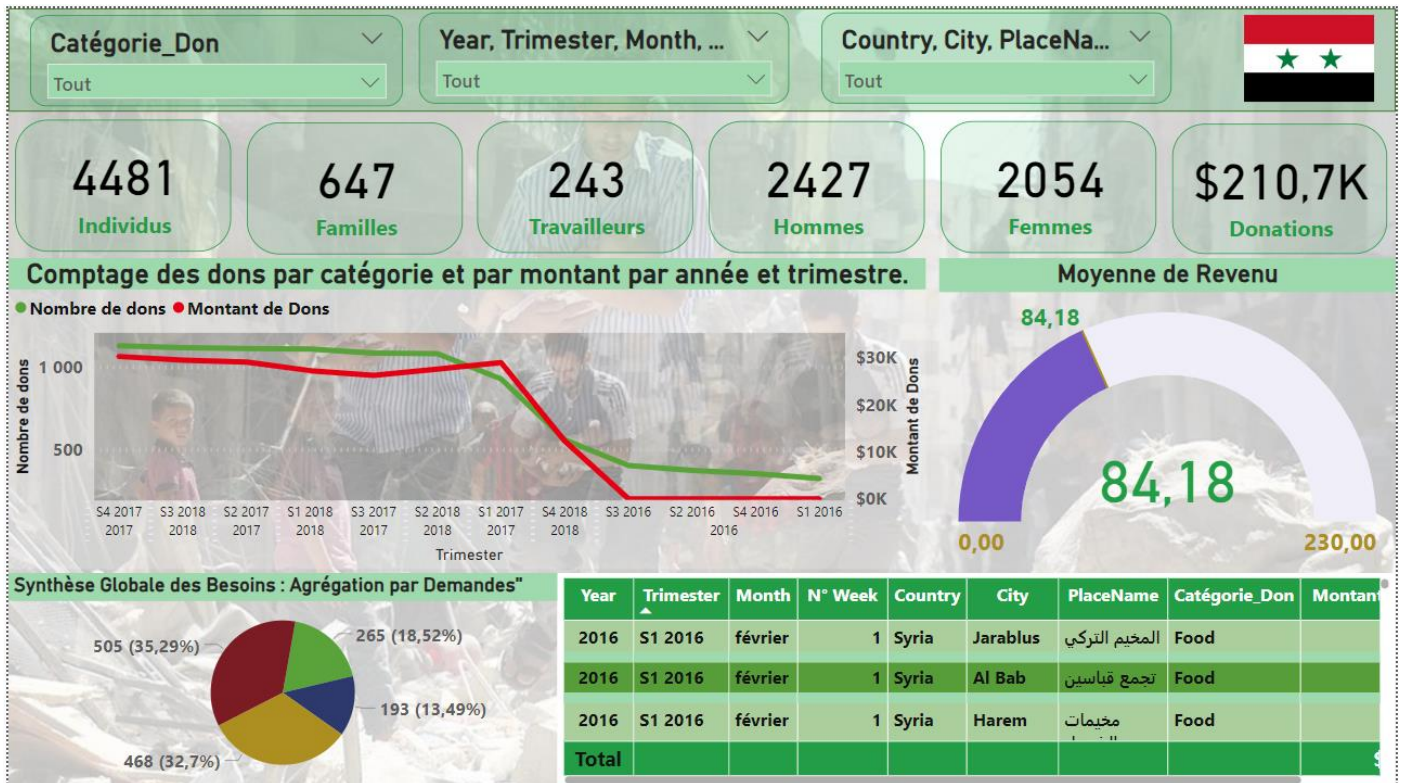 Catégorie_Don
Tout
Year, Trimester, Month, ...
Tout
Country, City, PlaceNa...
Tout
4481
Individus
647
Familles
243
Travailleurs
2427
Hommes
2054
Femmes
$210,7K
Donations
Comptage des dons par catégorie et par montant par année et trimestre.
Nombre de dons Montant de Dons
Nombre de dons
1 000
500
$30K
$20K
$10K
$0K
Montant de Dons
S4 2017 S3 2018 S2 2017 S1 2018 S3 2017 S2 2018 S1 2017 S4 2018 S3 2016 S2 2016 S4 2016 S1 2016
2017 2018 2017 2018 2017 2018 2017 2018 2016
Trimester
Moyenne de Revenu
84,18
84,18
0,00 230,00
Synthèse Globale des Besoins : Agrégation par Demandes"
505 (35,29%)
265 (18,52%)
193 (13,49%)
468 (32,7%)
Year Trimester Month N° Week Country City PlaceName Catégorie_Don Montant
2016 S1 2016 février 1 Syria Jarablus المخيم التركي Food
2016 S1 2016 février 1 Syria Al Bab تجمع قباسين Food
2016 S1 2016 février 1 Syria Harem مخيمات Food
Total